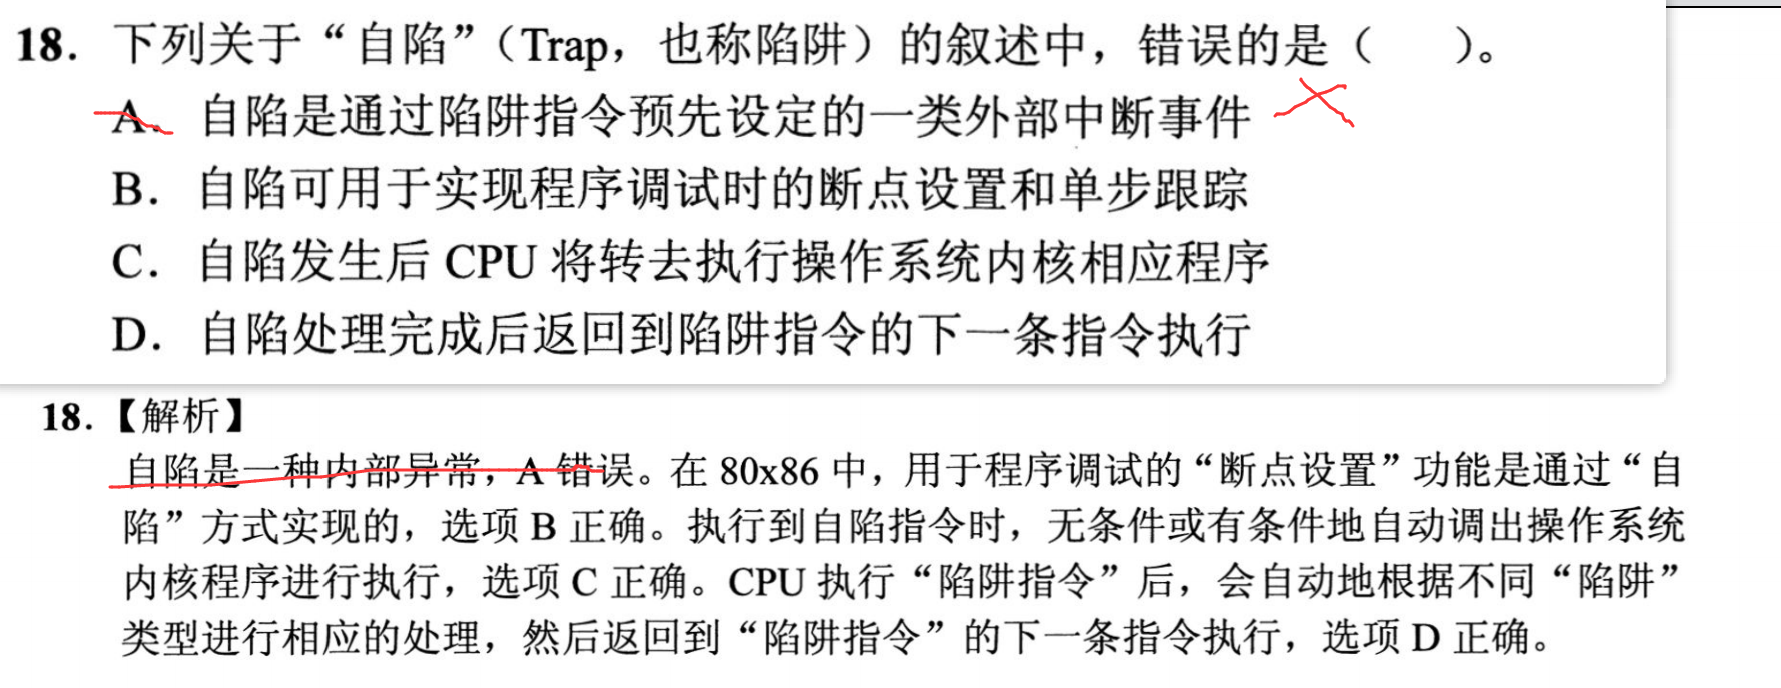 18. 下列关于“自陷”（Trap，也称陷阱）的叙述中，错误的是（　　）。
A. 自陷是通过陷阱指令预先设定的一类外部中断事件
B. 自陷可用于实现程序调试时的断点设置和单步跟踪
C. 自陷发生后 CPU 将转去执行操作系统内核相应程序
D. 自陷处理完成后返回到陷阱指令的下一条指令执行
18.【解析】
自陷是一种内部异常，A 错误。在 80x86 中，用于程序调试的“断点设置”功能是通过“自
陷”方式实现的，选项 B 正确。执行到自陷指令时，无条件或有条件地自动调出操作系统
内核程序进行执行，选项 C 正确。CPU 执行“陷阱指令”后，会自动地根据不同“陷阱”
类型进行相应的处理，然后返回到“陷阱指令”的下一条指令执行，选项 D 正确。